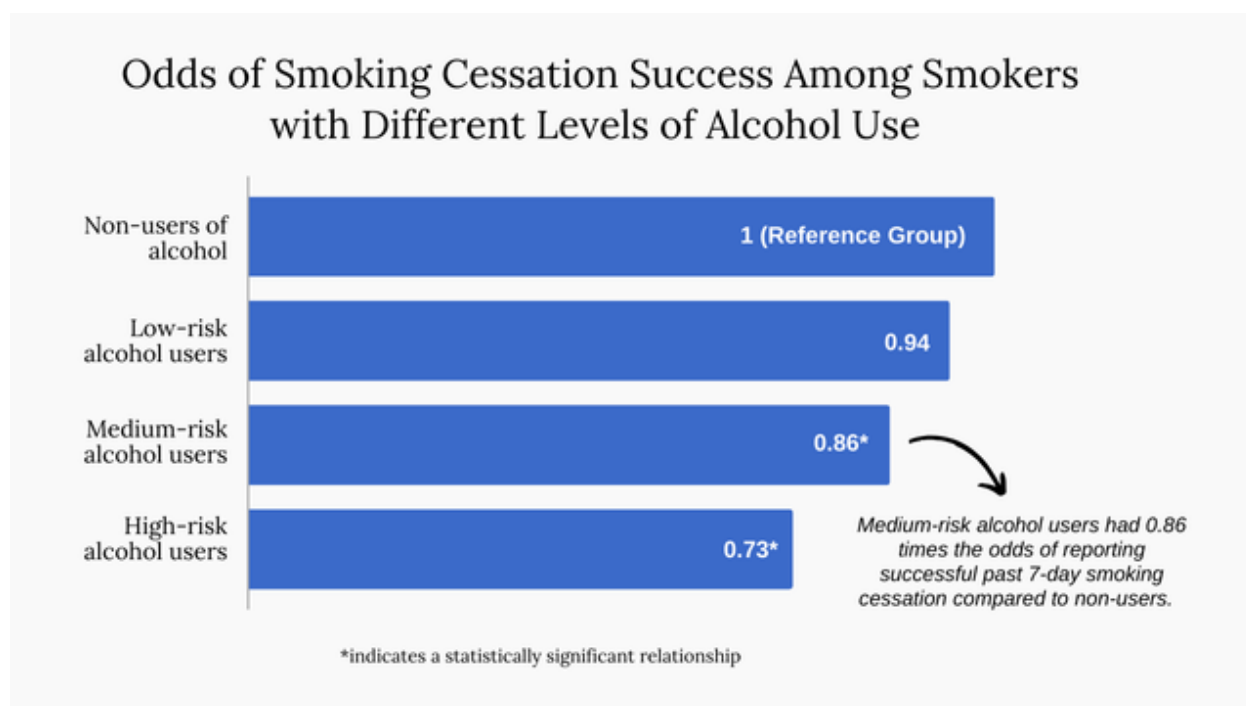 Odds of Smoking Cessation Success Among Smokers
with Different Levels of Alcohol Use
Non-users of
alcohol
1 (Reference Group)
Low-risk
alcohol users
0.94
Medium-risk
alcohol users
0.86*
High-risk
alcohol users
0.73*
Medium-risk alcohol users had 0.86
times the odds of reporting
successful past 7-day smoking
cessation compared to non-users.
*indicates a statistically significant relationship